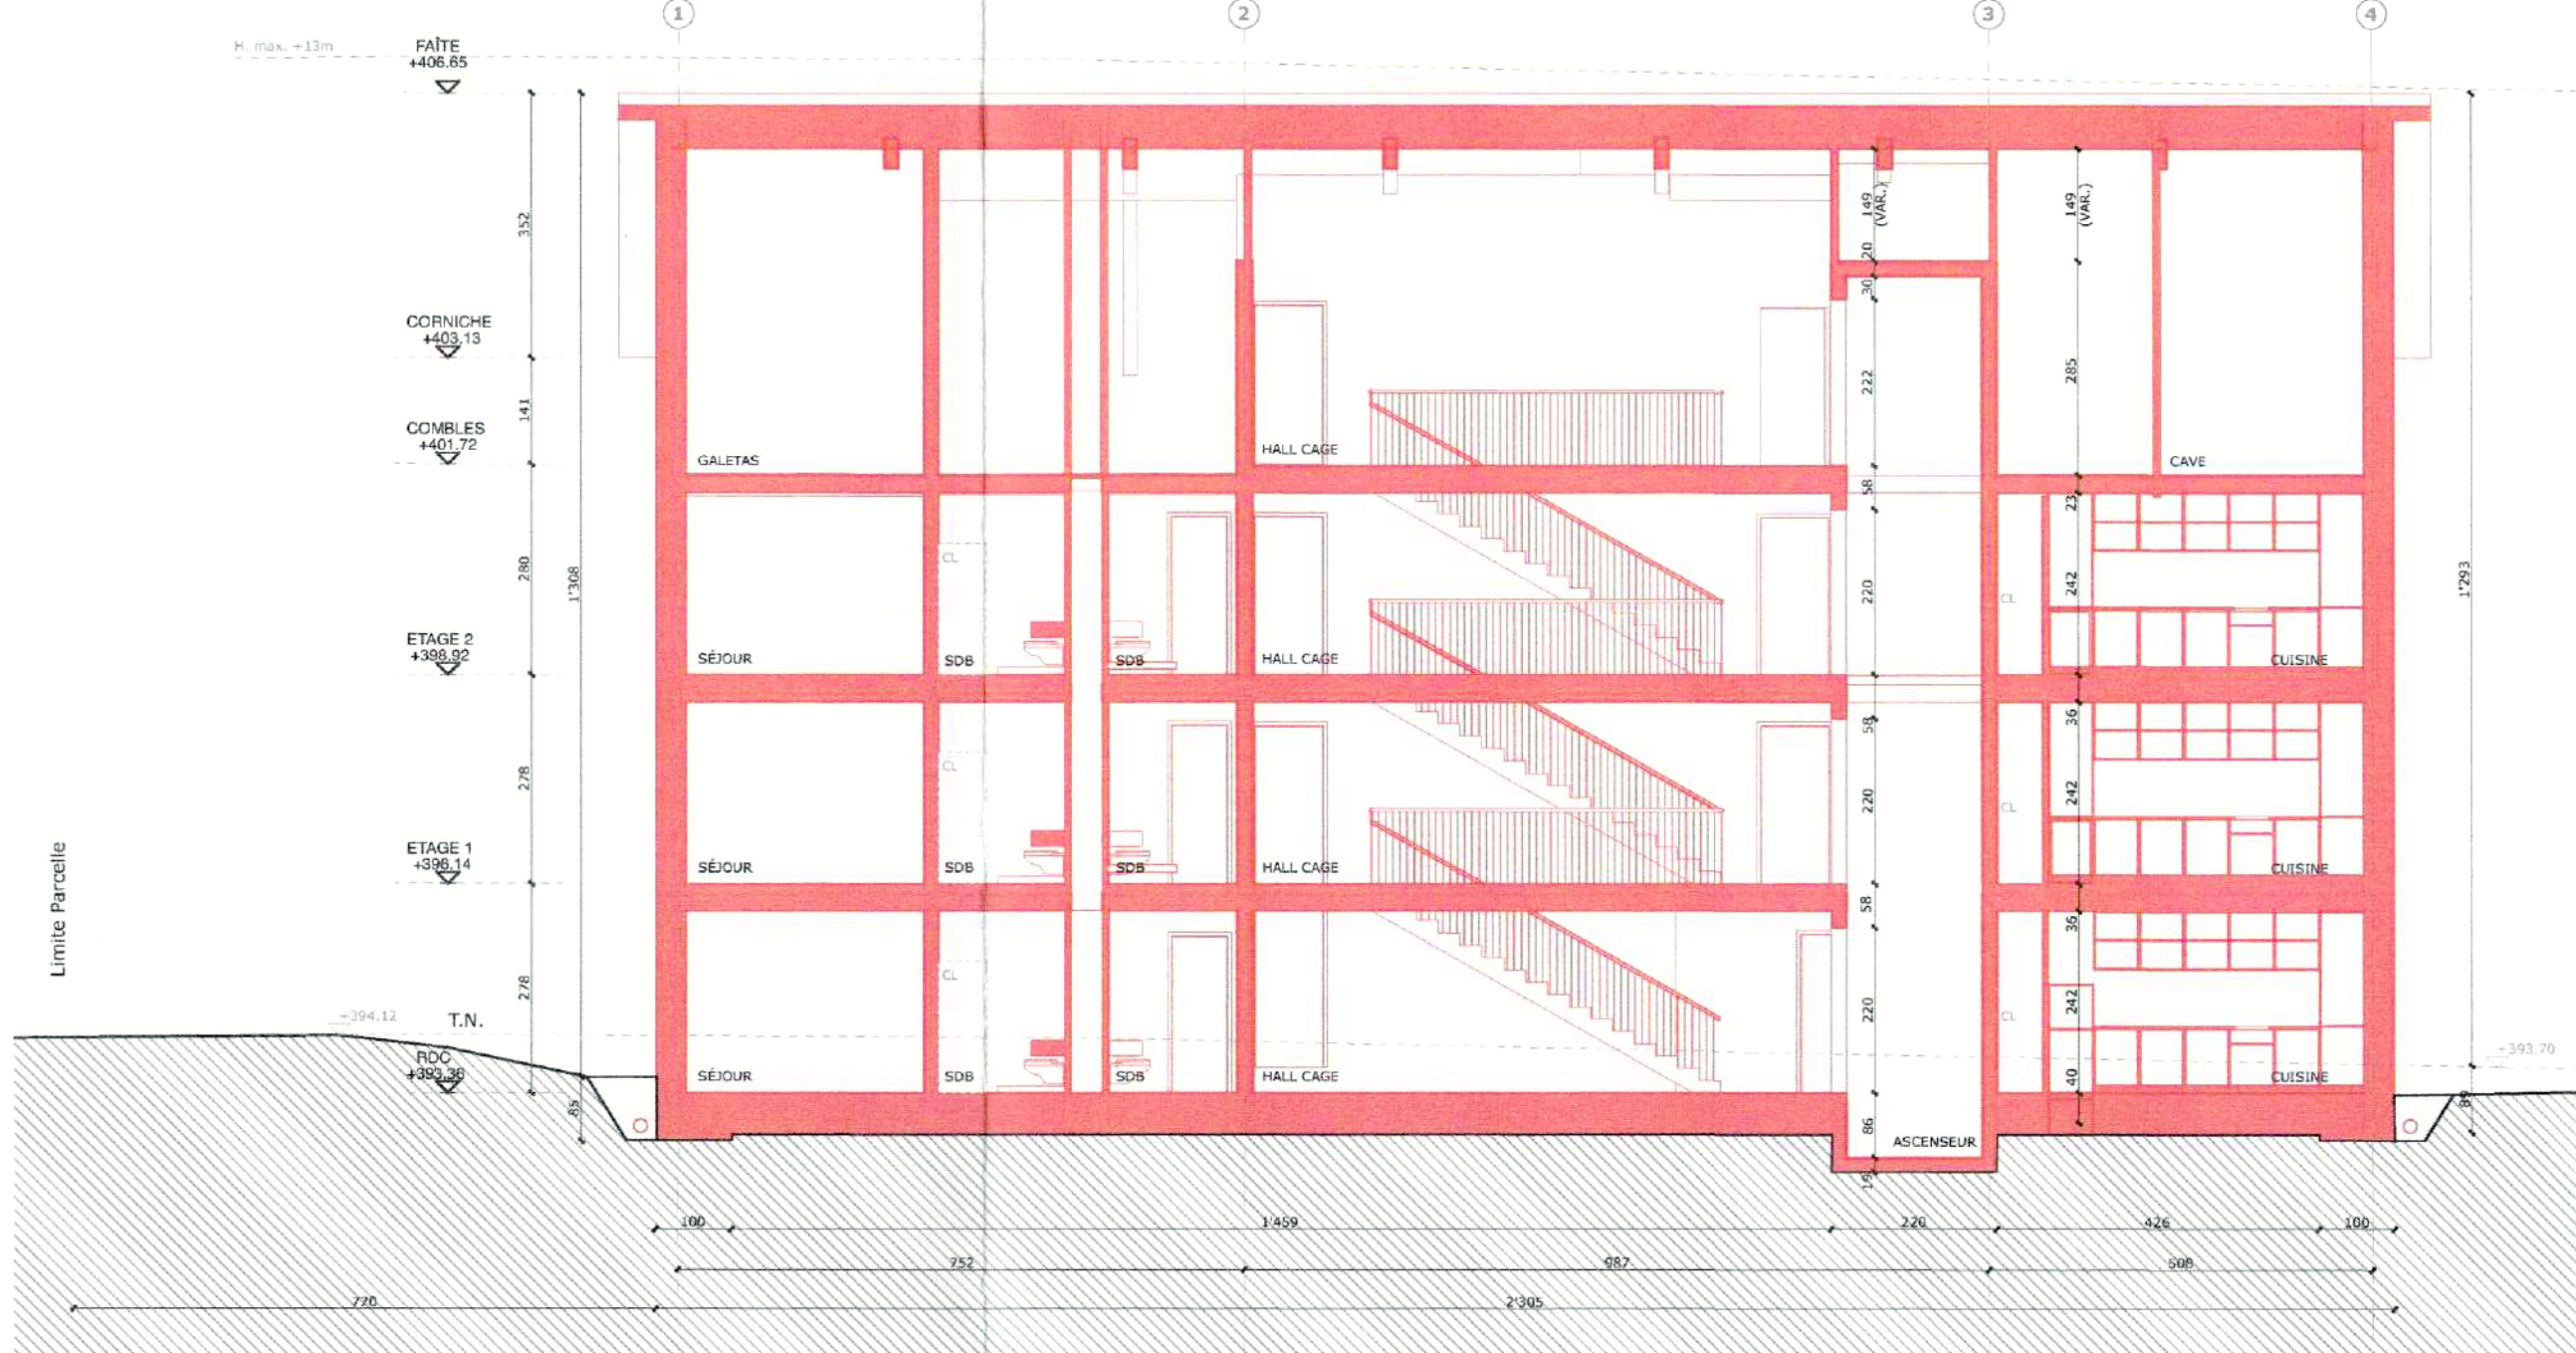 1
2
3
4
H. max. +13m
FAÎTE
+406.65
352
149
(VAR.)
149
(VAR.)
20
30
CORNICHE
+403.13
141
222
285
COMBLES
+401.72
GALETAS
HALL CAGE
CAVE
58
23
CL
280
1'308
220
242
CL
1'293
ETAGE 2
+398.92
SÉJOUR
SDB
SDB
HALL CAGE
CUISINE
58
36
CL
278
220
242
CL
ETAGE 1
+396.14
SÉJOUR
SDB
SDB
HALL CAGE
CUISINE
Limite Parcelle
58
36
CL
278
220
242
CL
+394.12
T.N.
+393.70
RDC
+393.36
SÉJOUR
SDB
SDB
HALL CAGE
40
CUISINE
85
86
ASCENSEUR
89
19
100
1'459
220
426
100
752
987
508
770
2'305